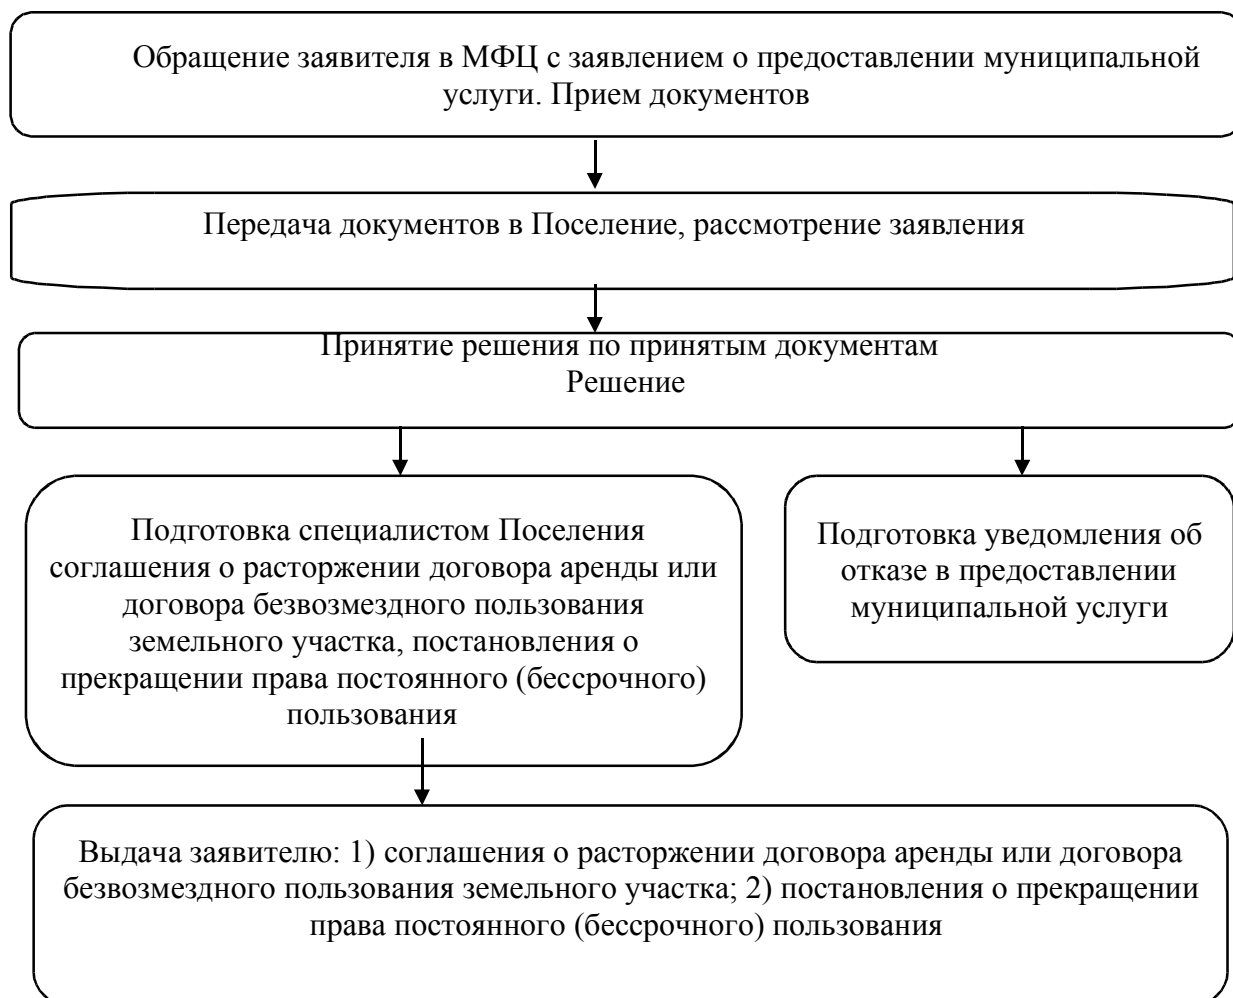 Обращение заявителя в МФЦ с заявлением о предоставлении муниципальной
услуги. Прием документов
Передача документов в Поселение, рассмотрение заявления
Принятие решения по принятым документам
Решение
Подготовка специалистом Поселения
соглашения о расторжении договора аренды или
договора безвозмездного пользования
земельного участка, постановления о
прекращении права постоянного (бессрочного)
пользования
Подготовка уведомления об
отказе в предоставлении
муниципальной услуги
Выдача заявителю: 1) соглашения о расторжении договора аренды или договора
безвозмездного пользования земельного участка; 2) постановления о прекращении
права постоянного (бессрочного) пользования